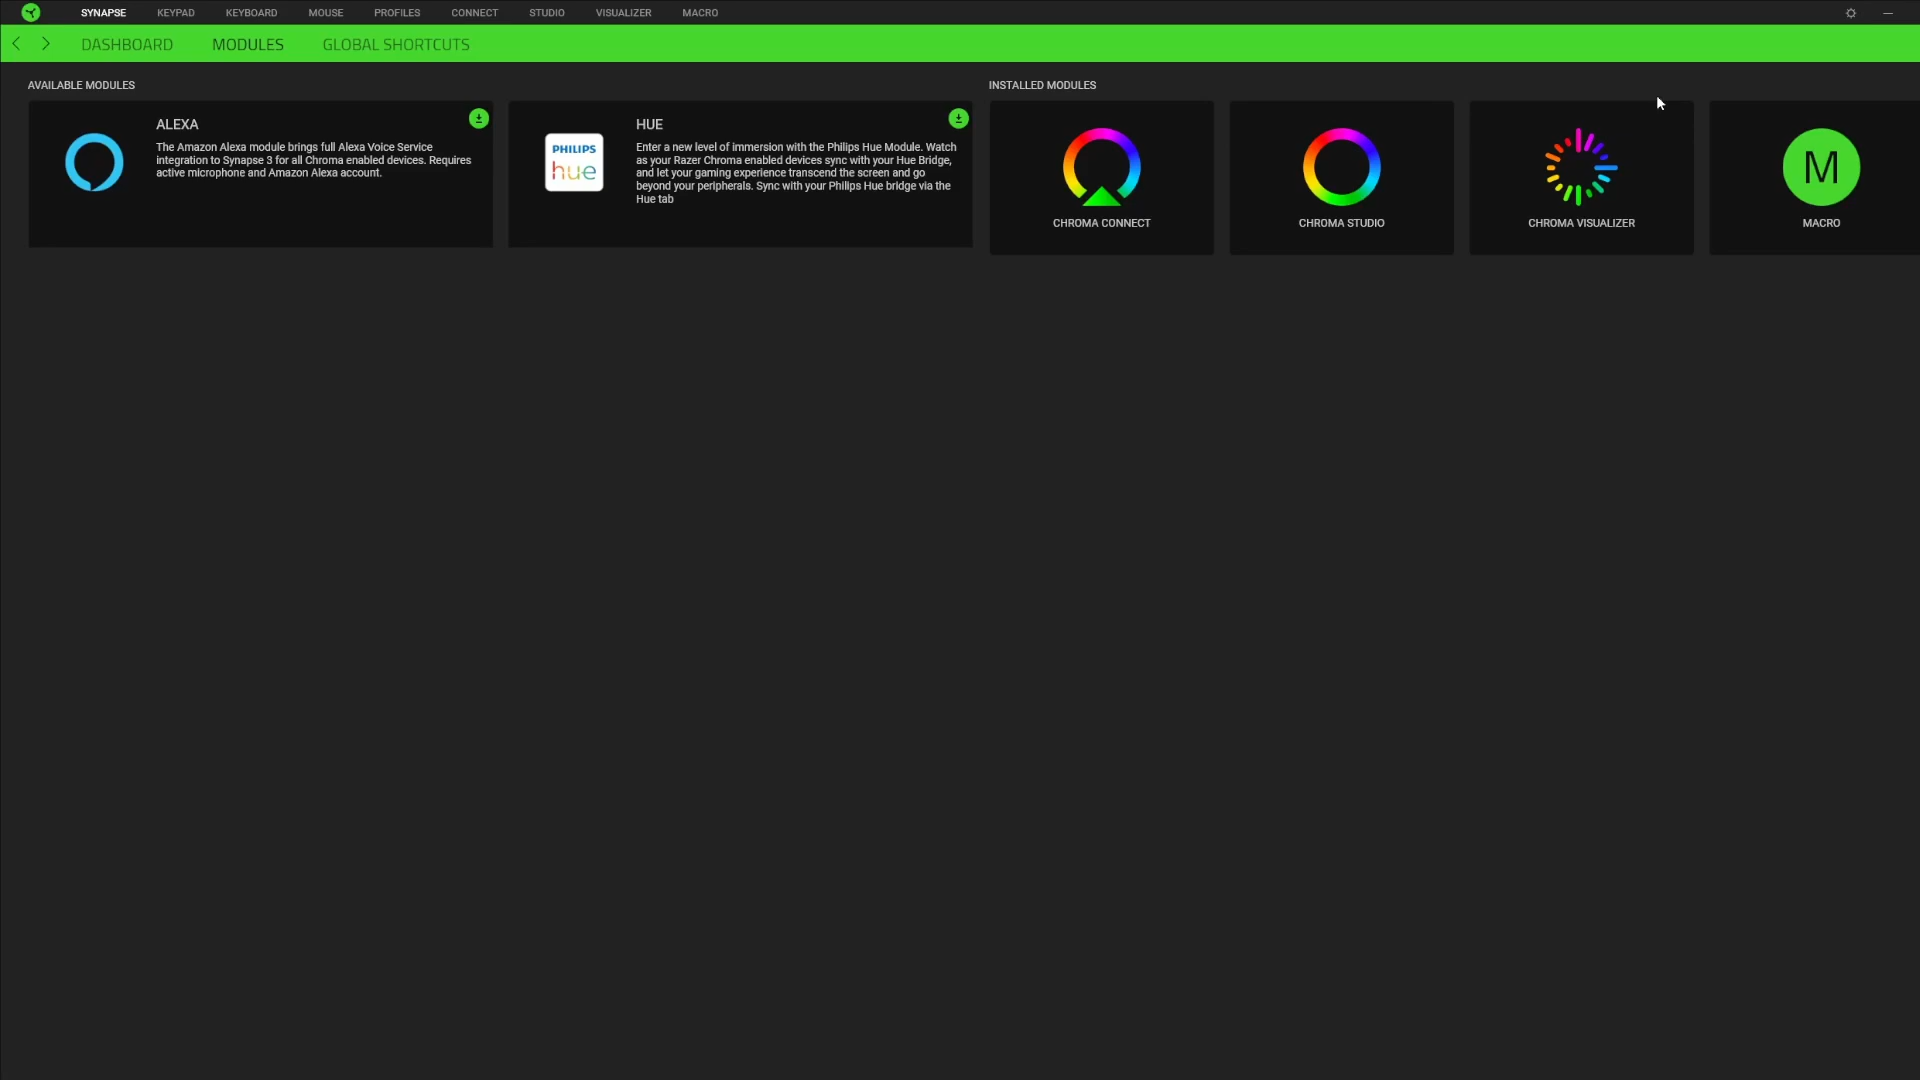 SYNAPSE KEYPAD KEYBOARD MOUSE PROFILES CONNECT STUDIO VISUALIZER MACRO
DASHBOARD MODULES GLOBAL SHORTCUTS
AVAILABLE MODULES
ALEXA
The Amazon Alexa module brings full Alexa Voice Service
integration to Synapse 3 for all Chroma enabled devices. Requires
active microphone and Amazon Alexa account.
PHILIPS
hue
HUE
Enter a new level of immersion with the Philips Hue Module. Watch
as your Razer Chroma enabled devices sync with your Hue Bridge,
and let your gaming experience transcend the screen and go
beyond your peripherals. Sync with your Philips Hue bridge via the
Hue tab
INSTALLED MODULES
CHROMA CONNECT
CHROMA STUDIO
CHROMA VISUALIZER
M
MACRO